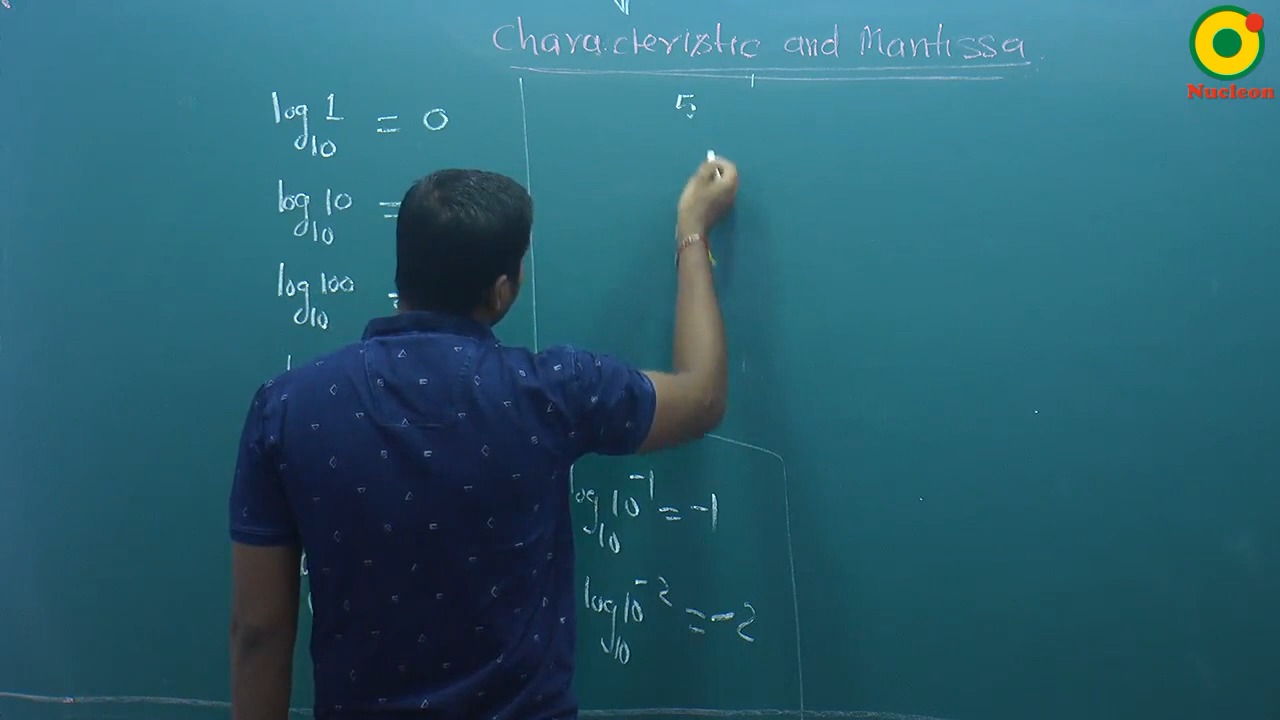 Characteristic and Mantissa
Nucleon
log₁₀ 1 = 0
5
log₁₀ 10 =
log₁₀ 100 =
log₁₀ 10⁻¹ = -1
log₁₀ 10⁻² = -2